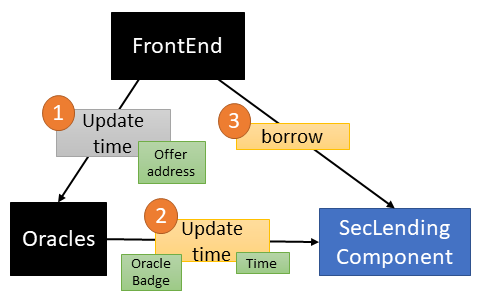 FrontEnd
1
Update
time
Offer
address
3
borrow
Oracles
2
Update
time
Oracle
Badge
Time
SecLending
Component